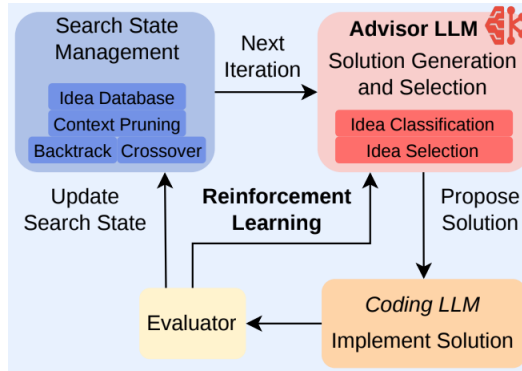 Search State
Management
Idea Database
Context Pruning
Backtrack Crossover
Next
Iteration
Advisor LLM
Solution Generation
and Selection
Idea Classification
Idea Selection
Update
Search State
Reinforcement
Learning
Propose
Solution
Evaluator
Coding LLM
Implement Solution